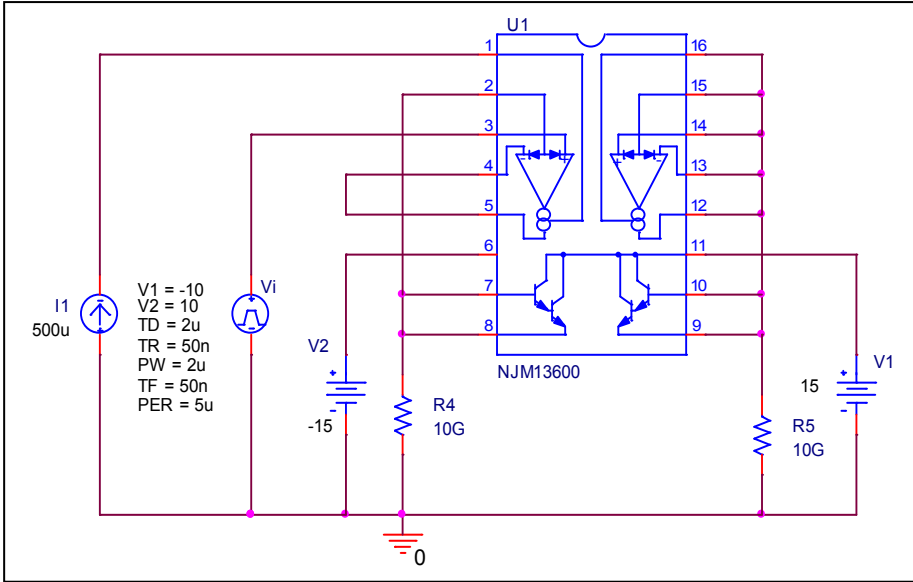 U1
1
2
3
4
5
6
7
8
16
15
14
13
12
11
10
9
- +
+ -
NJM13600
I1
500u
V1 = -10
V2 = 10
TD = 2u
TR = 50n
PW = 2u
TF = 50n
PER = 5u
Vi
V2
-15
R4
10G
R5
10G
15
V1
0